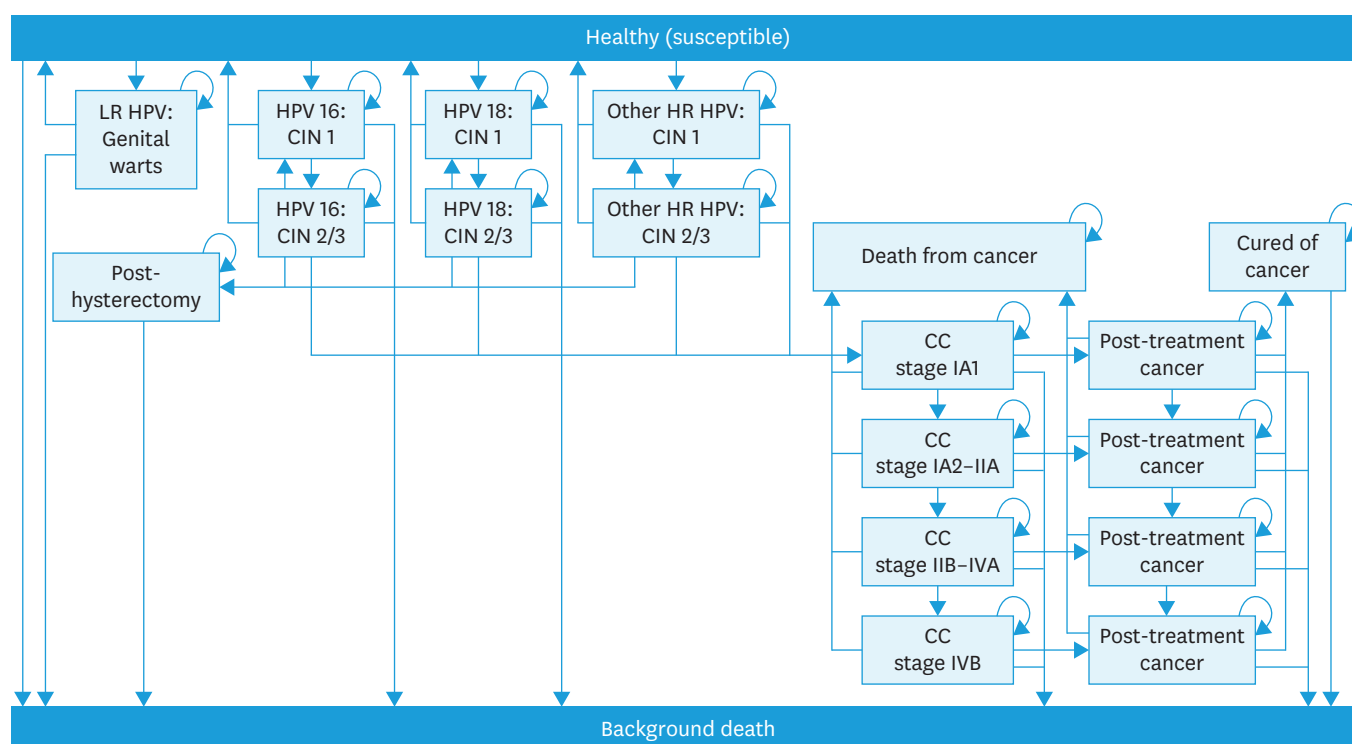 Healthy (susceptible)
LR HPV:
Genital
warts
HPV 16:
CIN 1
HPV 18:
CIN 1
Other HR HPV:
CIN 1
HPV 16:
CIN 2/3
HPV 18:
CIN 2/3
Other HR HPV:
CIN 2/3
Post-
hysterectomy
Death from cancer
Cured of
cancer
CC
stage IA1
Post-treatment
cancer
CC
stage IA2–IIA
Post-treatment
cancer
CC
stage IIB–IVA
Post-treatment
cancer
CC
stage IVB
Post-treatment
cancer
Background death